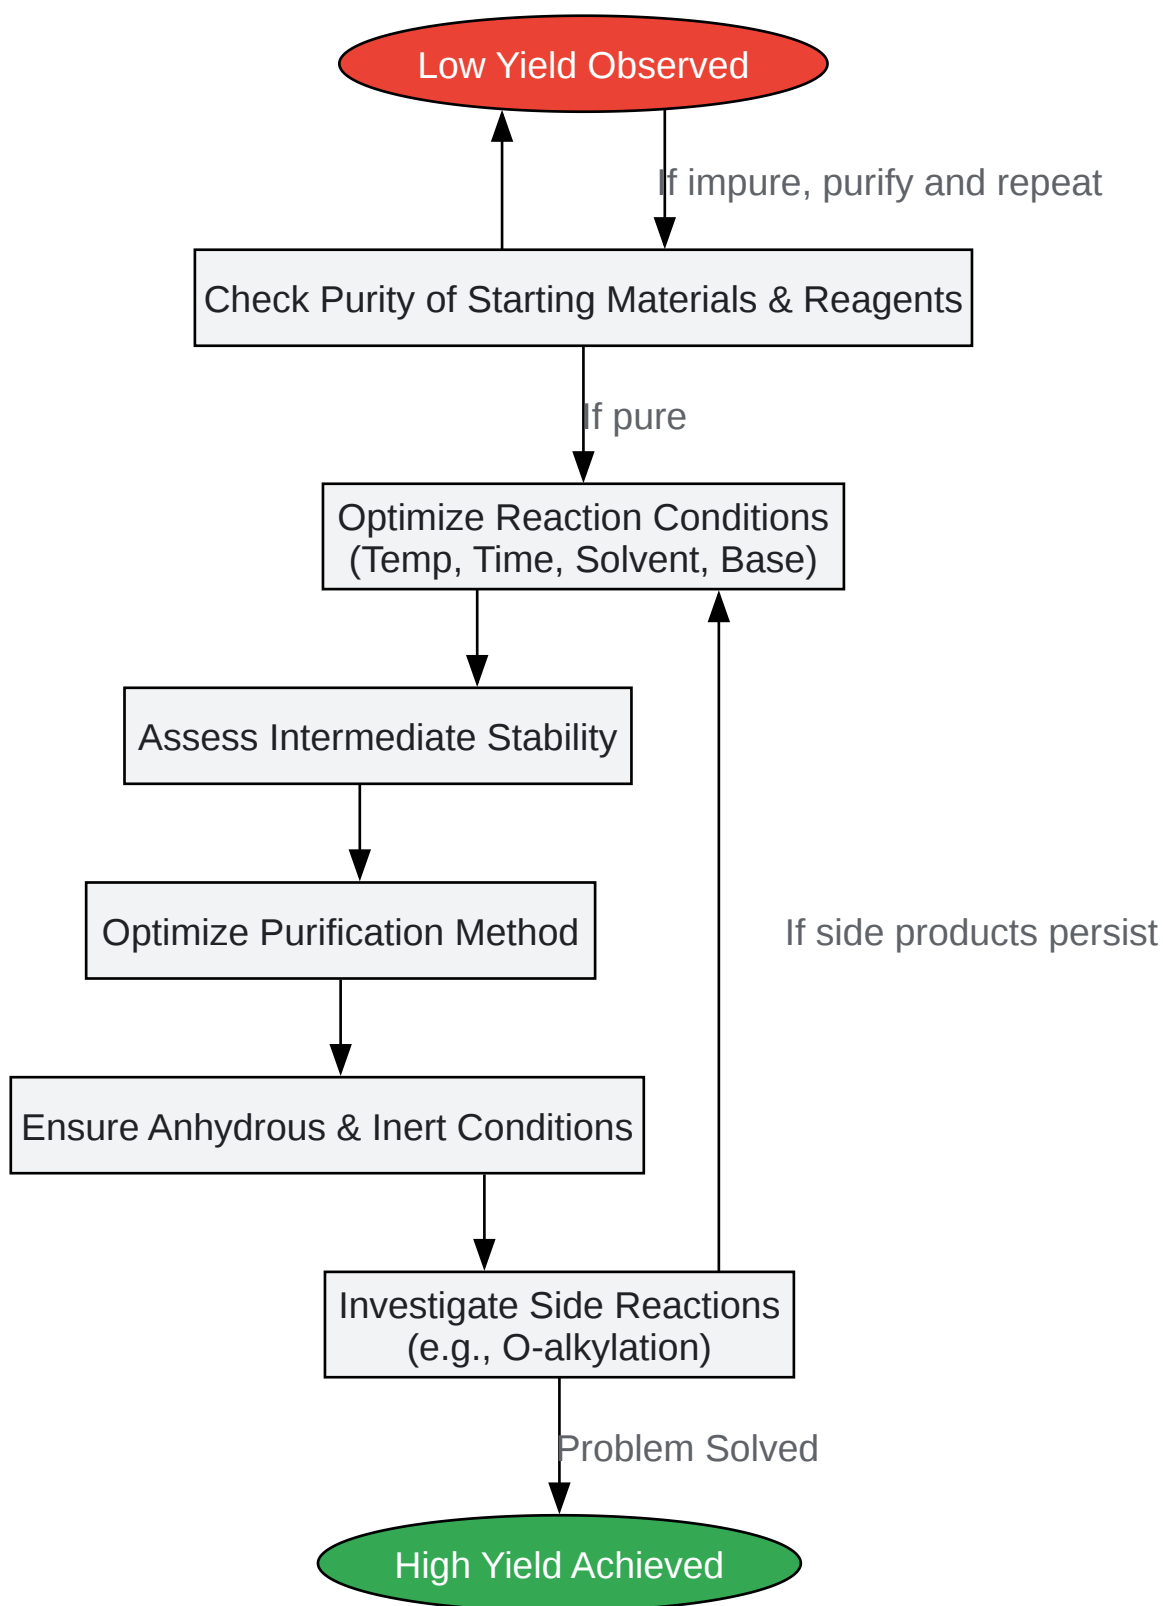 Low Yield Observed
If impure, purify and repeat
Check Purity of Starting Materials & Reagents
If pure
Optimize Reaction Conditions
(Temp, Time, Solvent, Base)
Assess Intermediate Stability
Optimize Purification Method
If side products persist
Ensure Anhydrous & Inert Conditions
Investigate Side Reactions
(e.g., O-alkylation)
Problem Solved
High Yield Achieved